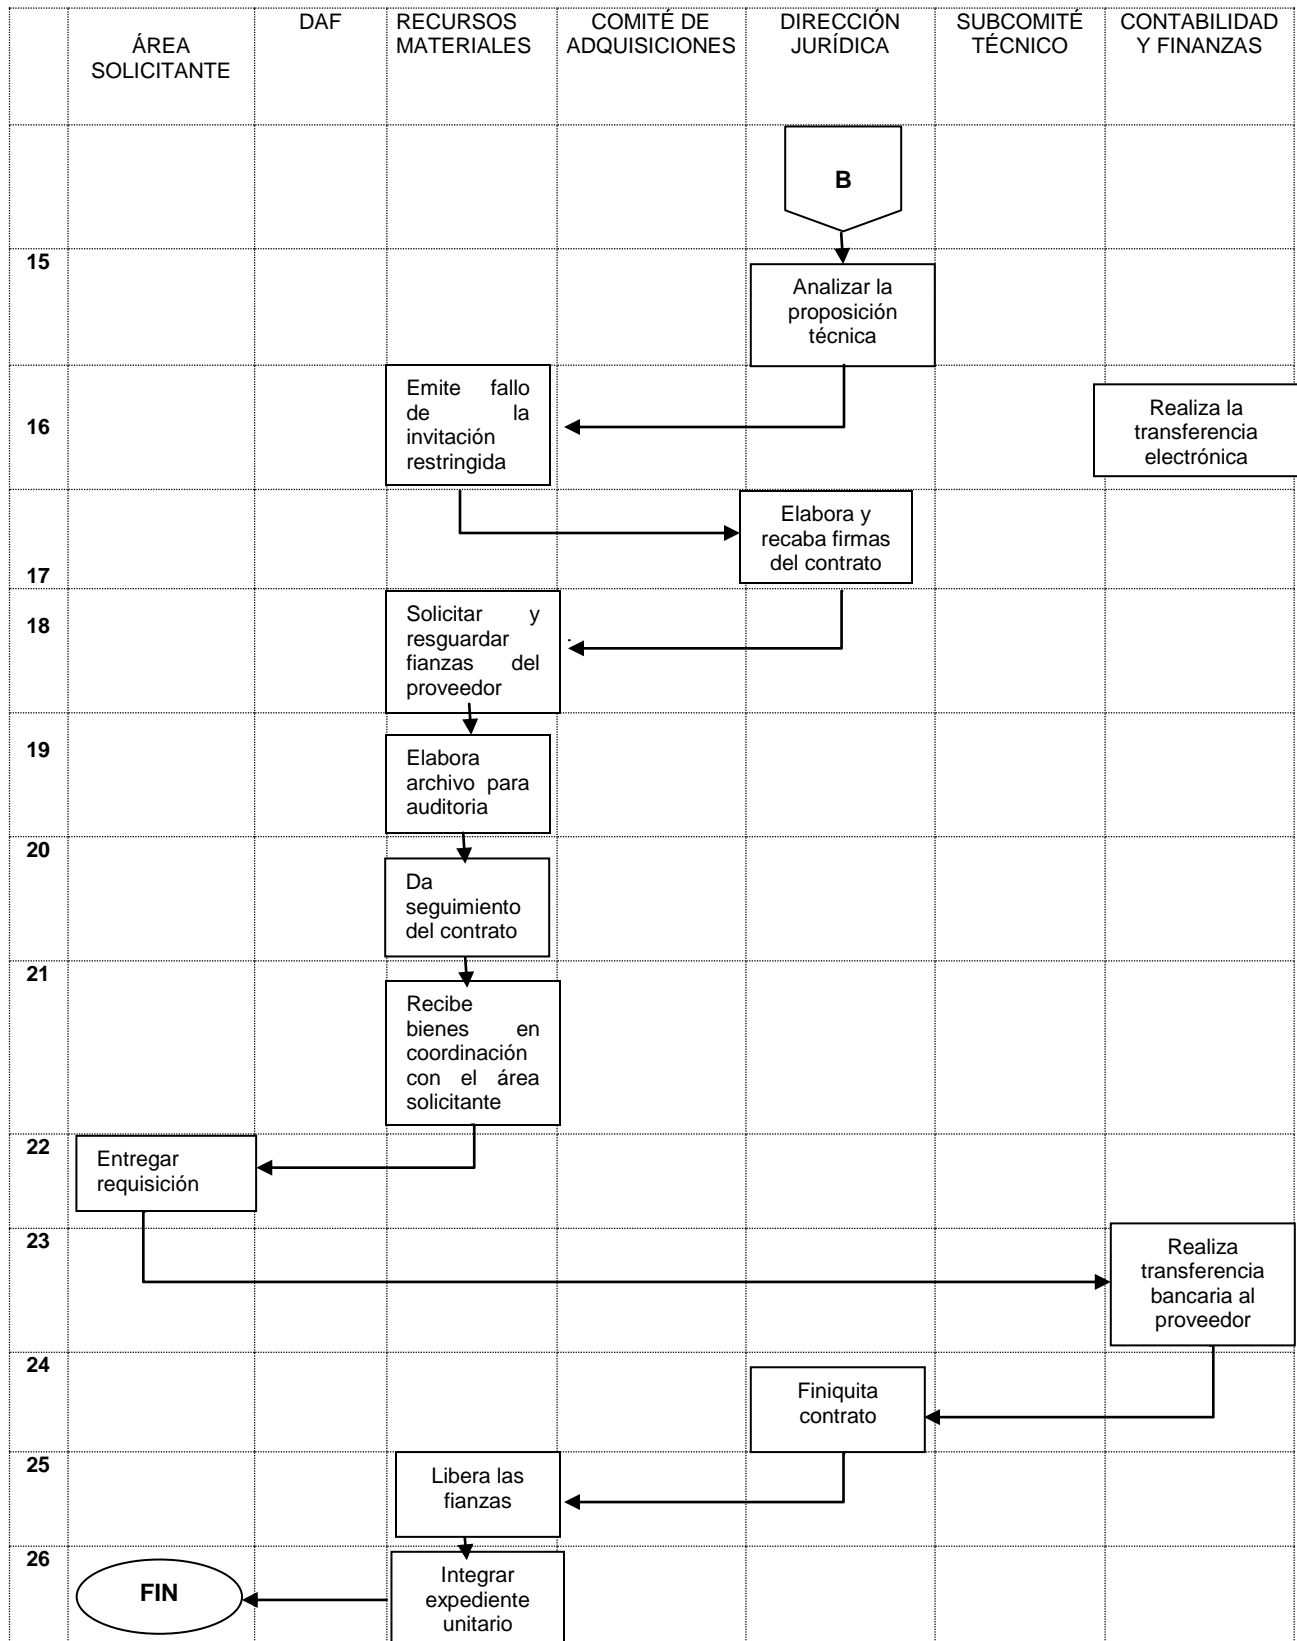 ÁREA
SOLICITANTE
DAF
RECURSOS
MATERIALES
COMITÉ DE
ADQUISICIONES
DIRECCIÓN
JURÍDICA
SUBCOMITÉ
TÉCNICO
CONTABILIDAD
Y FINANZAS
B
15
Analizar la
proposición
técnica
16
Emite fallo
de la
invitación
restringida
Realiza la
transferencia
electrónica
17
Elabora y
recaba firmas
del contrato
18
Solicitar y
resguardar
fianzas del
proveedor
.
19
Elabora
archivo para
auditoria
20
Da
seguimiento
del contrato
21
Recibe
bienes en
coordinación
con el área
solicitante
22
Entregar
requisición
23
Realiza
transferencia
bancaria al
proveedor
24
Finiquita
contrato
25
Libera las
fianzas
26
FIN
Integrar
expediente
unitario